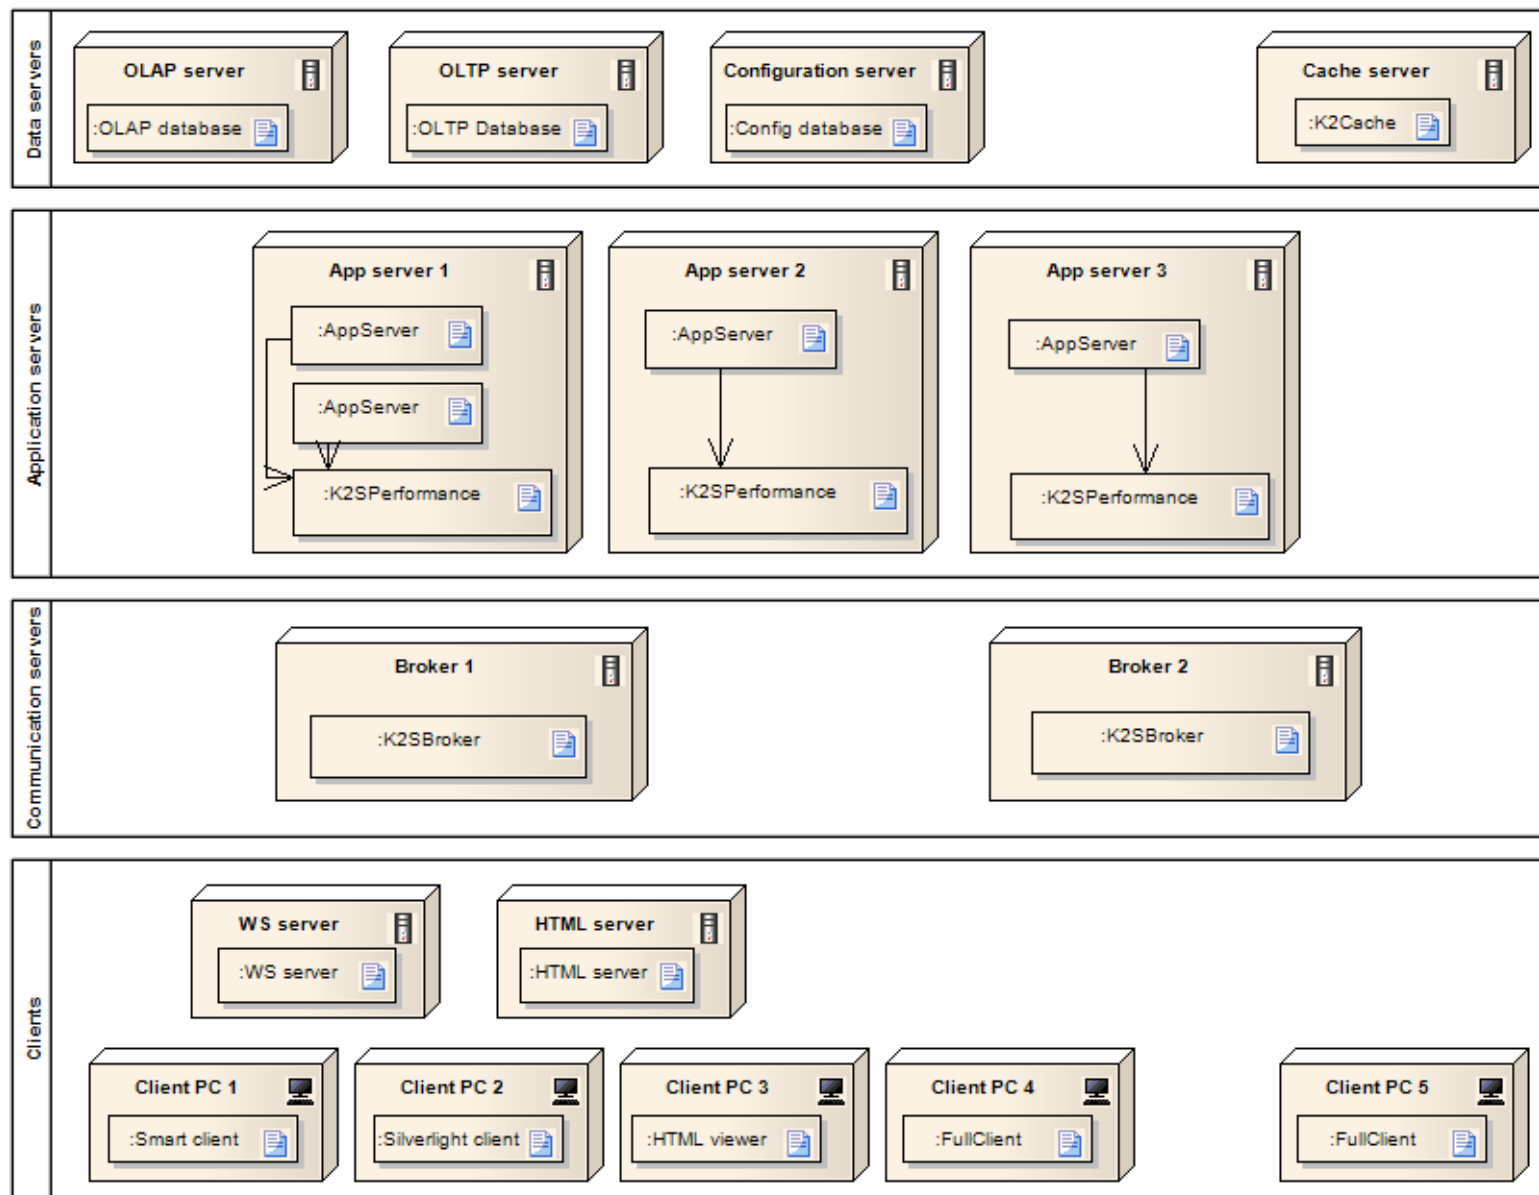 Data servers
OLAP server
:OLAP database
OLTP server
:OLTP Database
Configuration server
:Config database
Cache server
:K2Cache
Application servers
App server 1
:AppServer
:AppServer
:K2SPerformance
App server 2
:AppServer
:K2SPerformance
App server 3
:AppServer
:K2SPerformance
Communication servers
Broker 1
:K2SBroker
Broker 2
:K2SBroker
Clients
WS server
:WS server
HTML server
:HTML server
Client PC 1
:Smart client
Client PC 2
:Silverlight client
Client PC 3
:HTML viewer
Client PC 4
:FullClient
Client PC 5
:FullClient